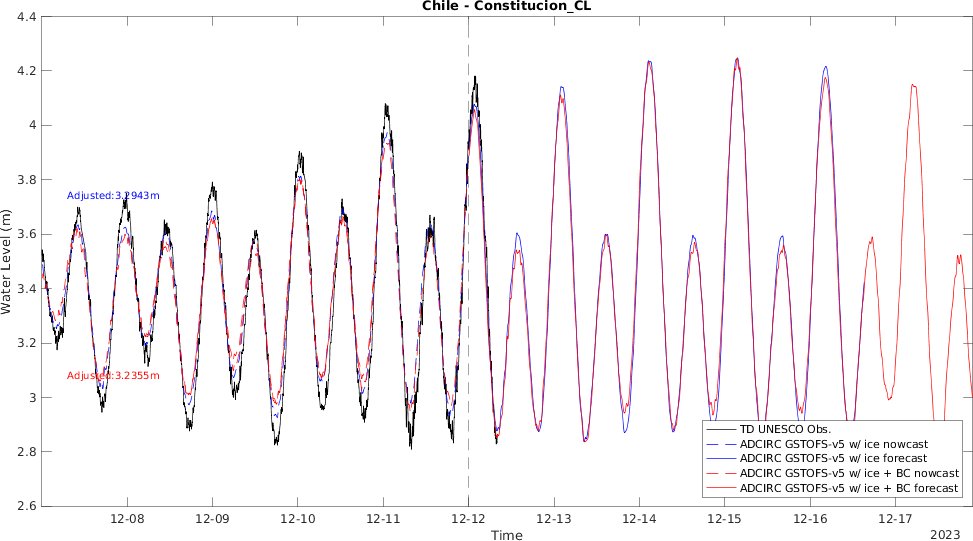 Chile - Constitucion_CL
4.4
4.2
4
3.8
3.6
3.4
3.2
3
2.8
2.6
Water Level (m)
Adjusted:3.2943m
Adjusted:3.2355m
TD UNESCO Obs.
ADCIRC GSTOFS-v5 w/ ice nowcast
ADCIRC GSTOFS-v5 w/ ice forecast
ADCIRC GSTOFS-v5 w/ ice + BC nowcast
ADCIRC GSTOFS-v5 w/ ice + BC forecast
12-08 12-09 12-10 12-11 12-12 12-13 12-14 12-15 12-16 12-17
Time
2023